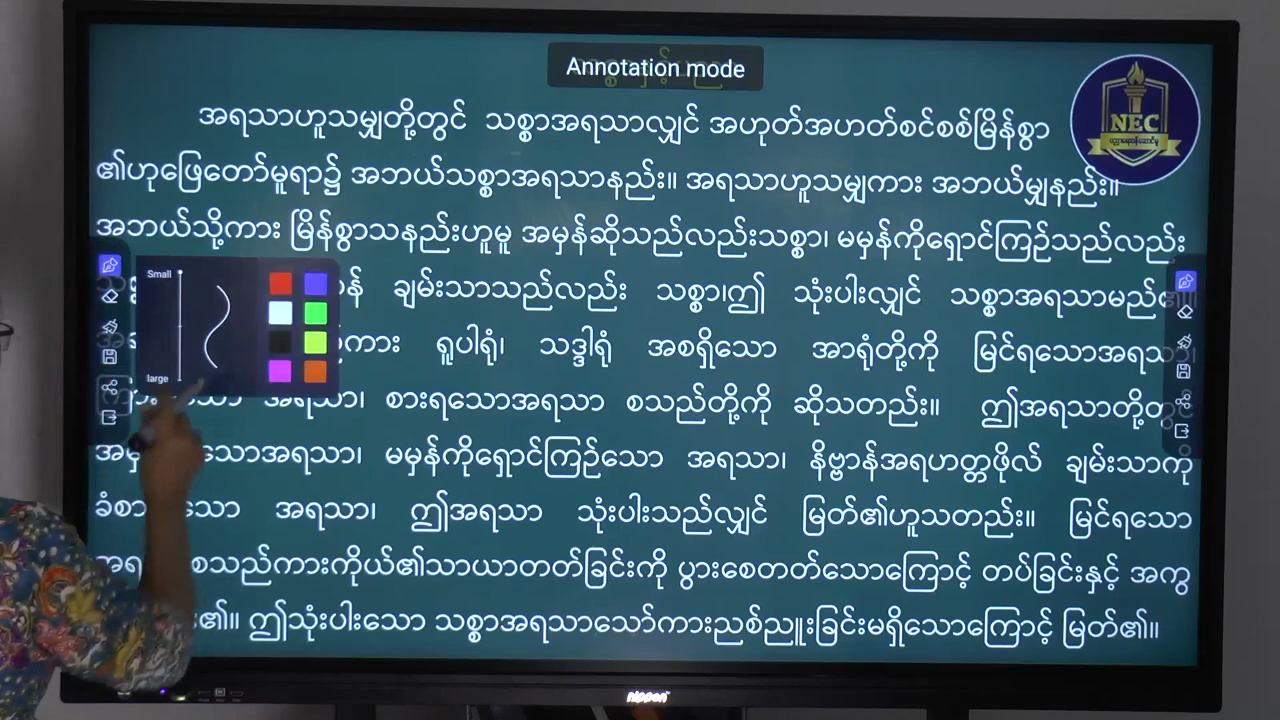 Annotation mode
အရသာဟူသမျှတို့တွင် သစ္စာအရသာလျှင် အဟုတ်အဟတ်စင်စစ်မြိန်စွာ
၏ဟုဖြေတော်မူရာ၌ အဘယ်သစ္စာအရသာနည်း။ အရသာဟူသမျှကား အဘယ်မျှနည်း။
အဘယ်သို့ကား မြိန်စွာသနည်းဟူမူ အမှန်ဆိုသည်လည်းသစ္စာ၊ မမှန်ကိုရှောင်ကြဉ်သည်လည်း
ချမ်းသာသည်လည်း သစ္စာ၊ဤ သုံးပါးလျှင် သစ္စာအရသာမည်၏။
ရူပါရုံ၊ သဒ္ဒါရုံ အစရှိသော အာရုံတို့ကို မြင်ရသောအရသာ၊
အရသာ၊ စားရသောအရသာ စသည်တို့ကို ဆိုသတည်း။ ဤအရသာတို့တွင်
သောအရသာ၊ မမှန်ကိုရှောင်ကြဉ်သော အရသာ၊ နိဗ္ဗာန်အရဟတ္တဖိုလ် ချမ်းသာကို
အရသာ၊ ဤအရသာ သုံးပါးသည်လျှင် မြတ်၏ဟူသတည်း။ မြင်ရသော
စသည်ကားကိုယ်၏သာယာတတ်ခြင်းကို ပွားစေတတ်သောကြောင့် တပ်ခြင်းနှင့် အကွ
၏။ ဤသုံးပါးသော သစ္စာအရသာသော်ကားညစ်ညူးခြင်းမရှိသောကြောင့် မြတ်၏။
Small
large
NEC
nippon